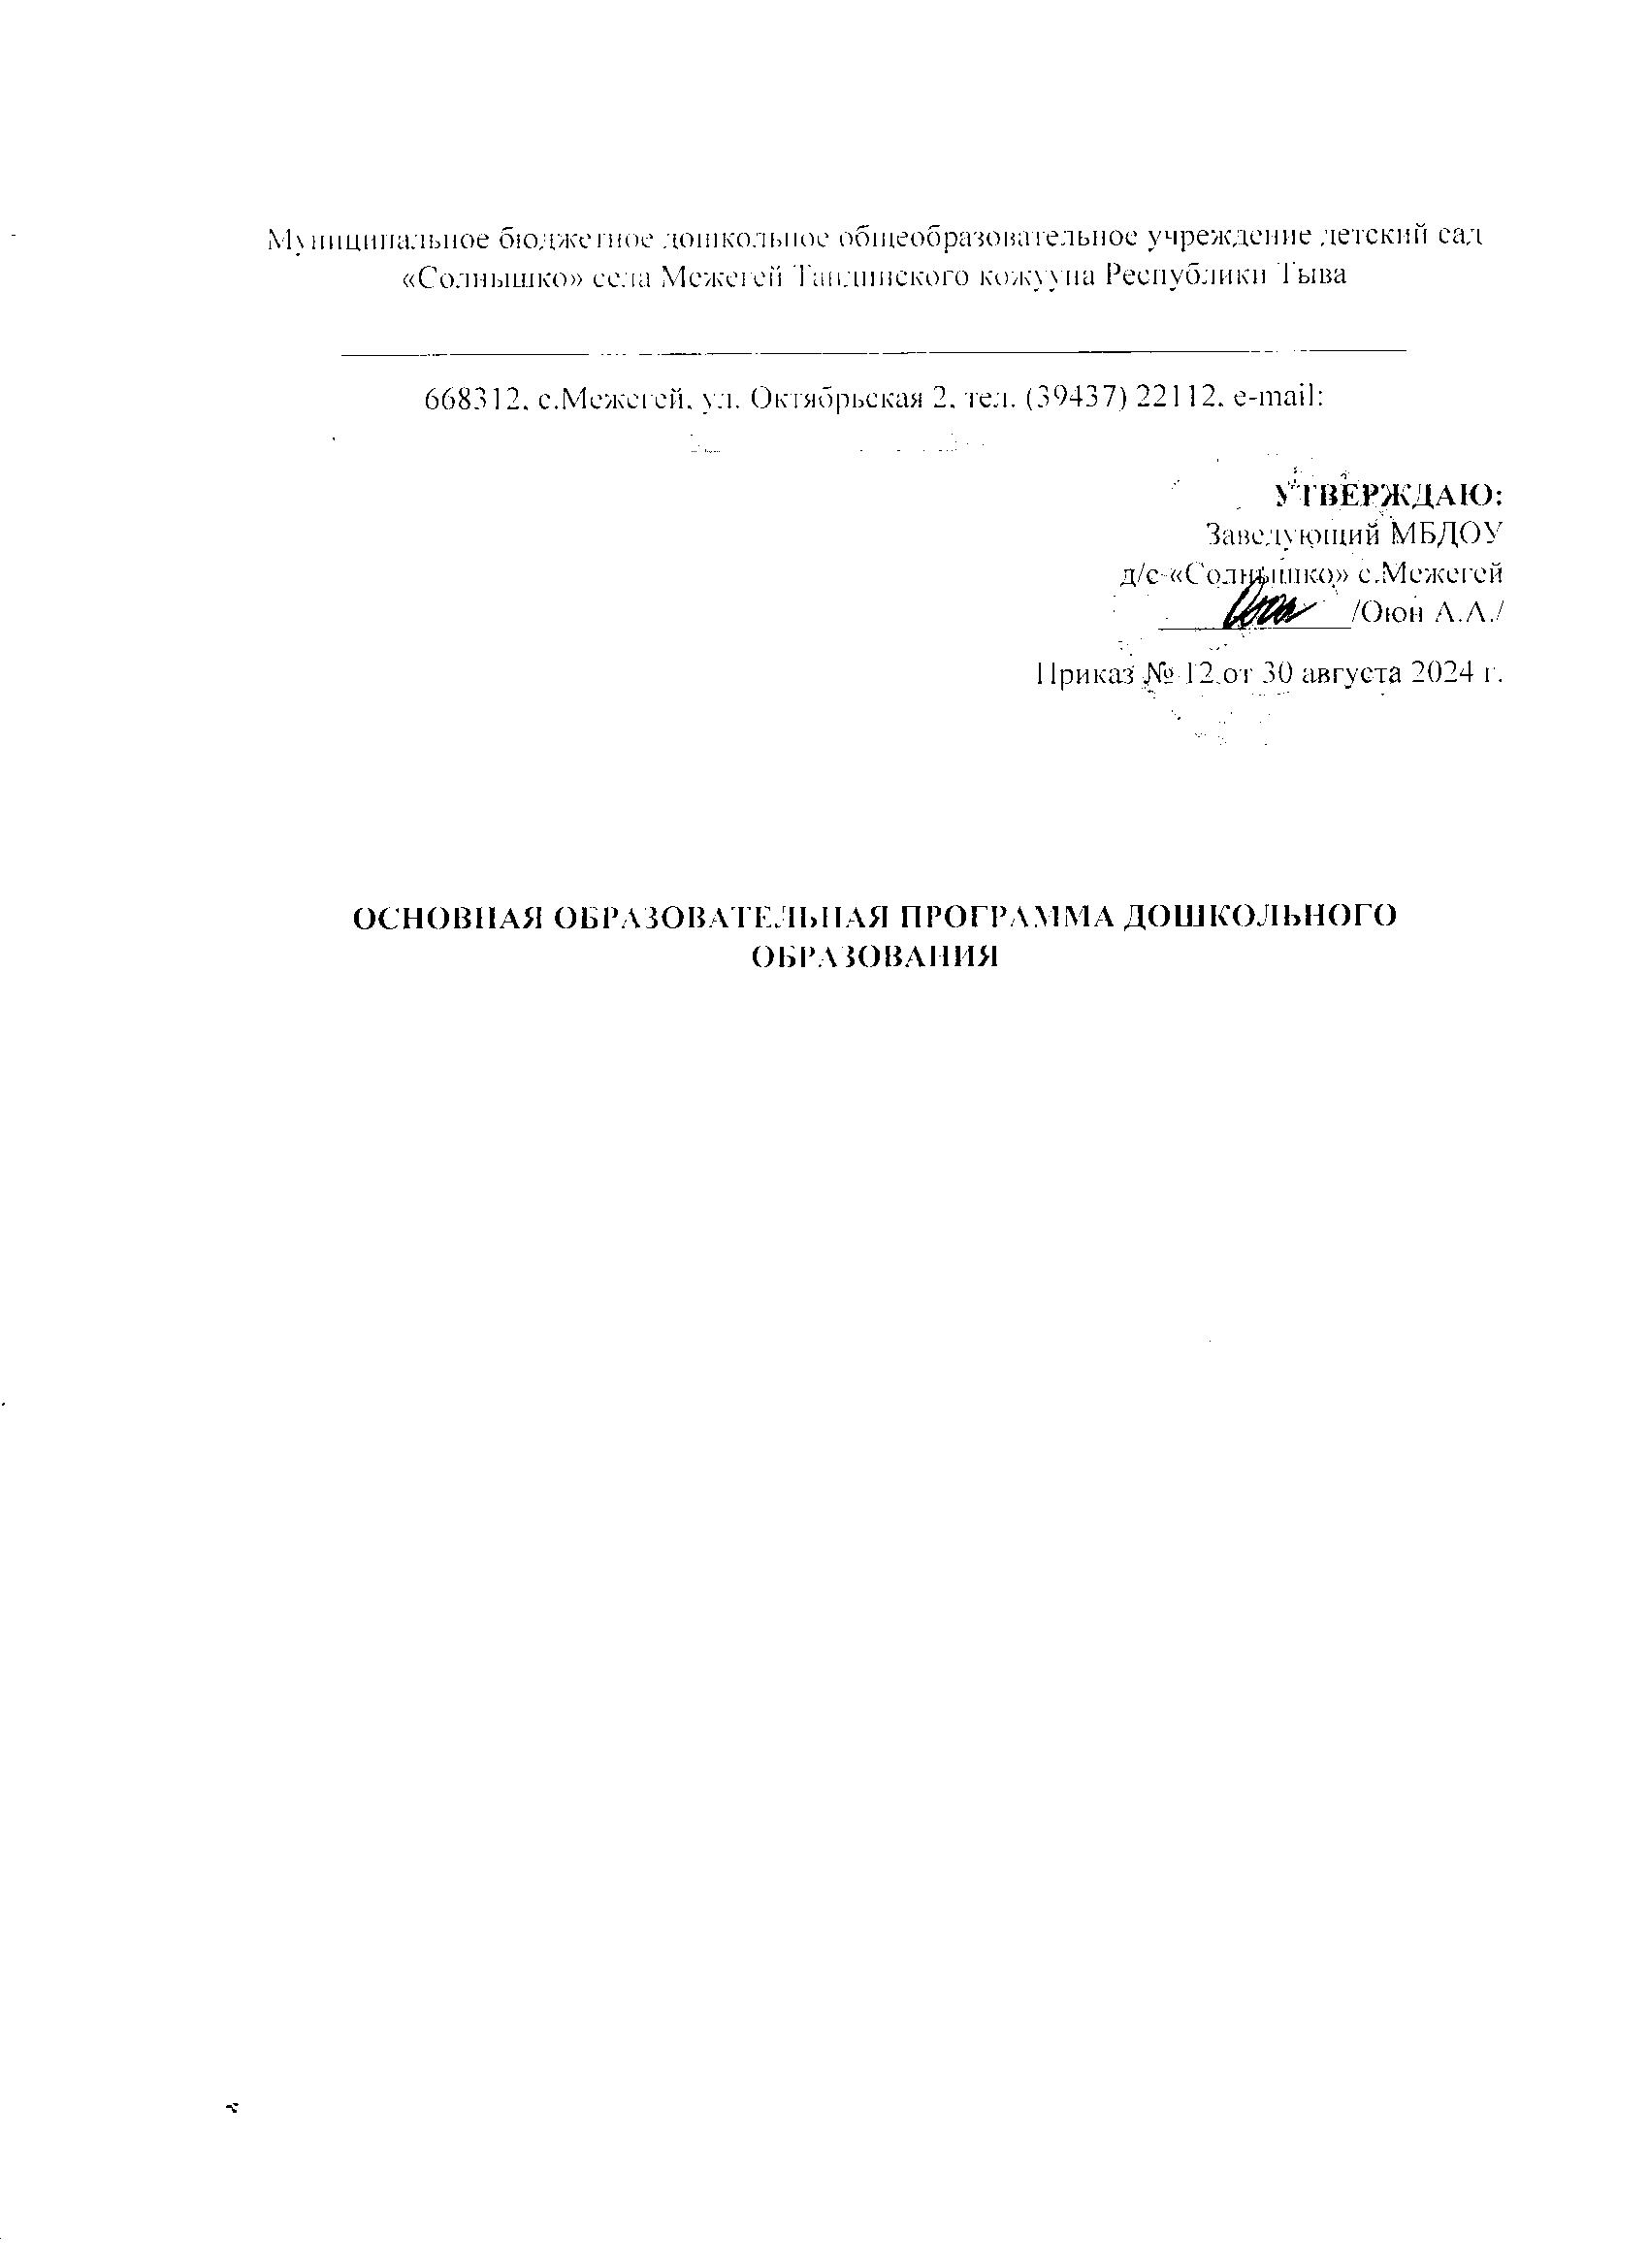 Муниципальное бюджетное дошкольное общеобразовательное учреждение детский сад
«Солнышко» села Межегей Тандинского кожууна Республики Тыва
668312, с.Межегей, ул. Октябрьская 2, тел. (39437) 22112, e-mail:
УТВЕРЖДАЮ:
Заведующий МБДОУ
д/с «Солнышко» с.Межегей
/Оюн А.А./
Приказ № 12 от 30 августа 2024 г.
ОСНОВНАЯ ОБРАЗОВАТЕЛЬНАЯ ПРОГРАММА ДОШКОЛЬНОГО
ОБРАЗОВАНИЯ